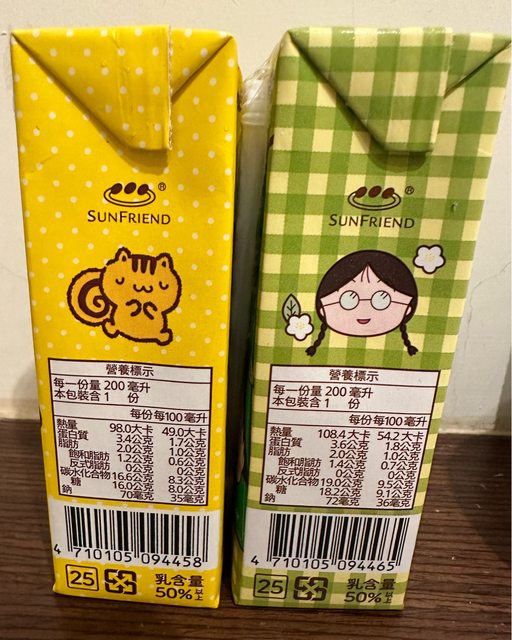 SUNFRIEND®
營養標示
每一份量 200 毫升
本包裝含 1 份
每份 每100 毫升
熱量 98.0大卡 49.0大卡
蛋白質 3.4公克 1.7公克
脂肪 2.0公克 1.0公克
飽和脂肪 1.2公克 0.6公克
反式脂肪 0公克 0公克
碳水化合物 16.6公克 8.3公克
糖 16.0公克 8.0公克
鈉 70毫克 35毫克
4 710105 094458
25
乳含量
50%以上
SUNFRIEND®
營養標示
每一份量 200 毫升
本包裝含 1 份
每份 每100 毫升
熱量 108.4 大卡 54.2 大卡
蛋白質 3.6公克 1.8公克
脂肪 2.0公克 1.0公克
飽和脂肪 1.4公克 0.7公克
反式脂肪 0公克 0公克
碳水化合物 19.0公克 9.5公克
糖 18.2公克 9.1公克
鈉 72毫克 36毫克
4 710105 094465
25
乳含量
50%以上